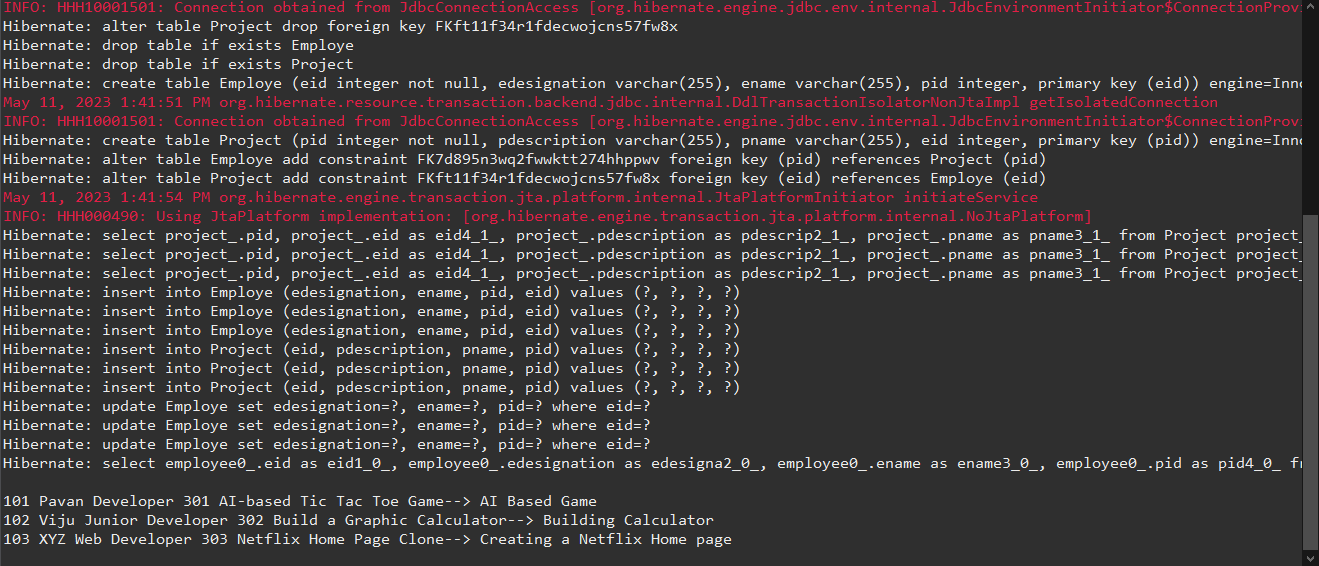 INFO: HHH10001501: Connection obtained from JdbcConnectionAccess [org.hibernate.engine.jdbc.env.internal.JdbcEnvironmentInitiator$ConnectionProvi
Hibernate: alter table Project drop foreign key FKft11f34r1fdecwojcns57fw8x
Hibernate: drop table if exists Employe
Hibernate: drop table if exists Project
Hibernate: create table Employe (eid integer not null, edesignation varchar(255), ename varchar(255), pid integer, primary key (eid)) engine=Inno
May 11, 2023 1:41:51 PM org.hibernate.resource.transaction.backend.jdbc.internal.DdlTransactionIsolatorNonJtaImpl getIsolatedConnection
INFO: HHH10001501: Connection obtained from JdbcConnectionAccess [org.hibernate.engine.jdbc.env.internal.JdbcEnvironmentInitiator$ConnectionProvi
Hibernate: create table Project (pid integer not null, pdescription varchar(255), pname varchar(255), eid integer, primary key (pid)) engine=Inno
Hibernate: alter table Employe add constraint FK7d895n3wq2fwwktt274hhppwv foreign key (pid) references Project (pid)
Hibernate: alter table Project add constraint FKft11f34r1fdecwojcns57fw8x foreign key (eid) references Employe (eid)
May 11, 2023 1:41:54 PM org.hibernate.engine.transaction.jta.platform.internal.JtaPlatformInitiator initiateService
INFO: HHH000490: Using JtaPlatform implementation: [org.hibernate.engine.transaction.jta.platform.internal.NoJtaPlatform]
Hibernate: select project_.pid, project_.eid as eid4_1_, project_.pdescription as pdescrip2_1_, project_.pname as pname3_1_ from Project project_
Hibernate: select project_.pid, project_.eid as eid4_1_, project_.pdescription as pdescrip2_1_, project_.pname as pname3_1_ from Project project_
Hibernate: select project_.pid, project_.eid as eid4_1_, project_.pdescription as pdescrip2_1_, project_.pname as pname3_1_ from Project project_
Hibernate: insert into Employe (edesignation, ename, pid, eid) values (?, ?, ?, ?)
Hibernate: insert into Employe (edesignation, ename, pid, eid) values (?, ?, ?, ?)
Hibernate: insert into Employe (edesignation, ename, pid, eid) values (?, ?, ?, ?)
Hibernate: insert into Project (eid, pdescription, pname, pid) values (?, ?, ?, ?)
Hibernate: insert into Project (eid, pdescription, pname, pid) values (?, ?, ?, ?)
Hibernate: insert into Project (eid, pdescription, pname, pid) values (?, ?, ?, ?)
Hibernate: update Employe set edesignation=?, ename=?, pid=? where eid=?
Hibernate: update Employe set edesignation=?, ename=?, pid=? where eid=?
Hibernate: update Employe set edesignation=?, ename=?, pid=? where eid=?
Hibernate: select employee0_.eid as eid1_0_, employee0_.edesignation as edesigna2_0_, employee0_.ename as ename3_0_, employee0_.pid as pid4_0_ fr
101 Pavan Developer 301 AI-based Tic Tac Toe Game--> AI Based Game
102 Viju Junior Developer 302 Build a Graphic Calculator--> Building Calculator
103 XYZ Web Developer 303 Netflix Home Page Clone--> Creating a Netflix Home page